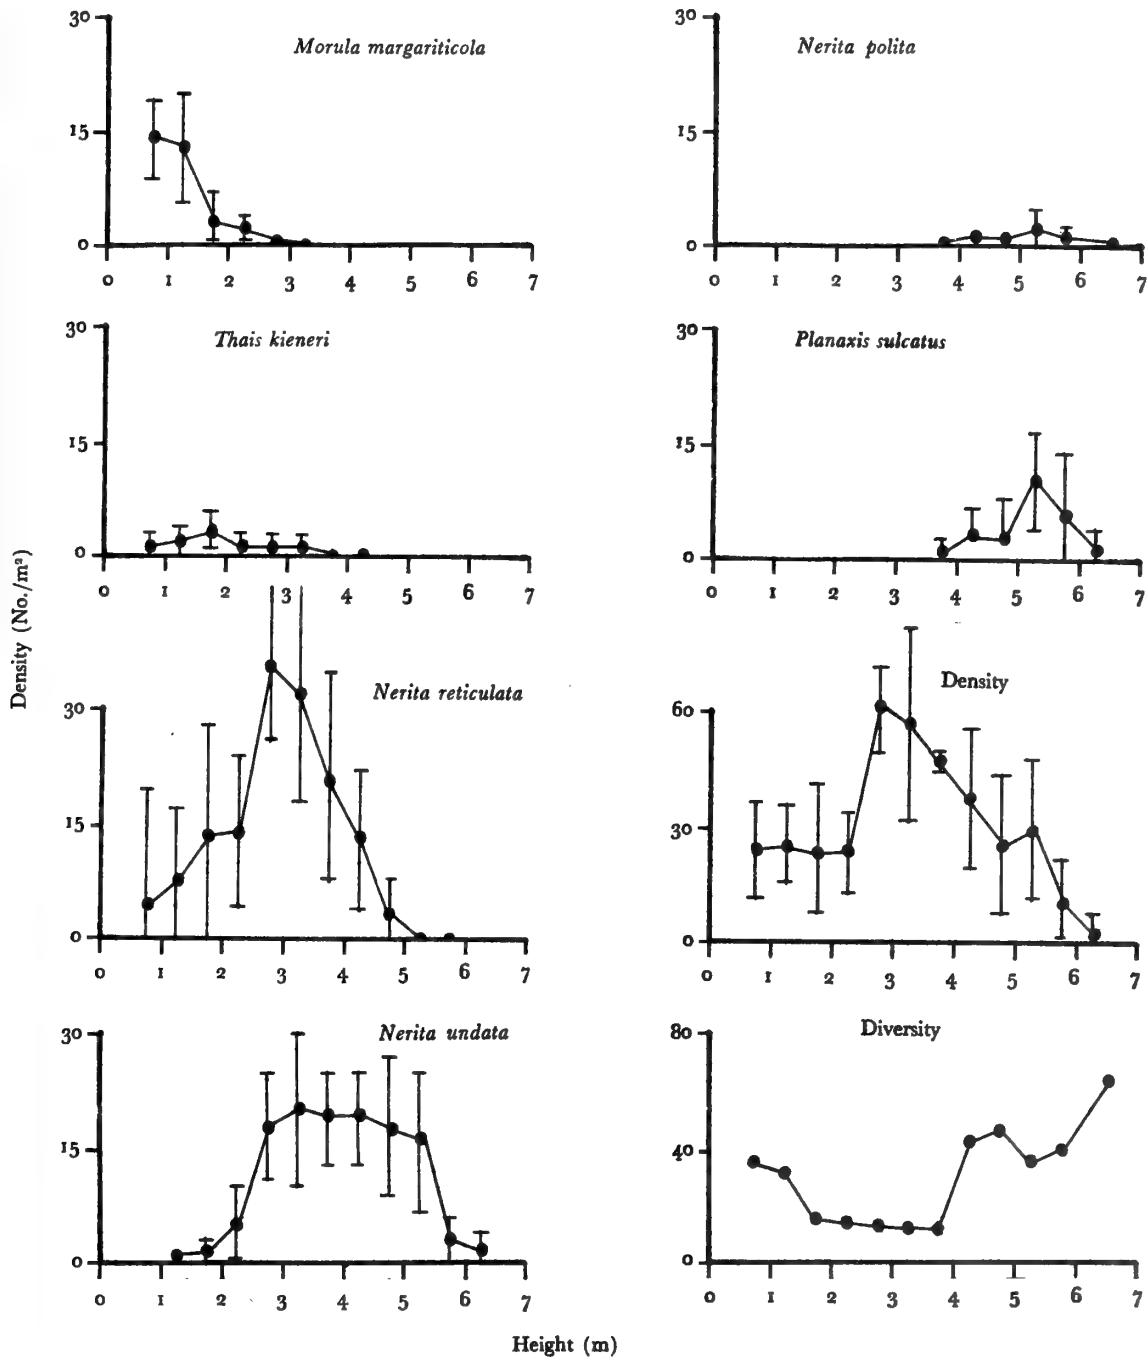 30
Morula margariticola
15
0
0 1 2 3 4 5 6 7
30
Nerita polita
15
0
0 1 2 3 4 5 6 7
30
Thais kieneri
15
0
0 1 2 3 4 5 6 7
30
Planaxis sulcatus
15
0
0 1 2 3 4 5 6 7
Density (No./m²)
Nerita reticulata
30
15
0
0 1 2 3 4 5 6 7
Density
60
30
0
0 1 2 3 4 5 6 7
30
Nerita undata
15
0
0 1 2 3 4 5 6 7
80
Diversity
40
0
0 1 2 3 4 5 6 7
Height (m)